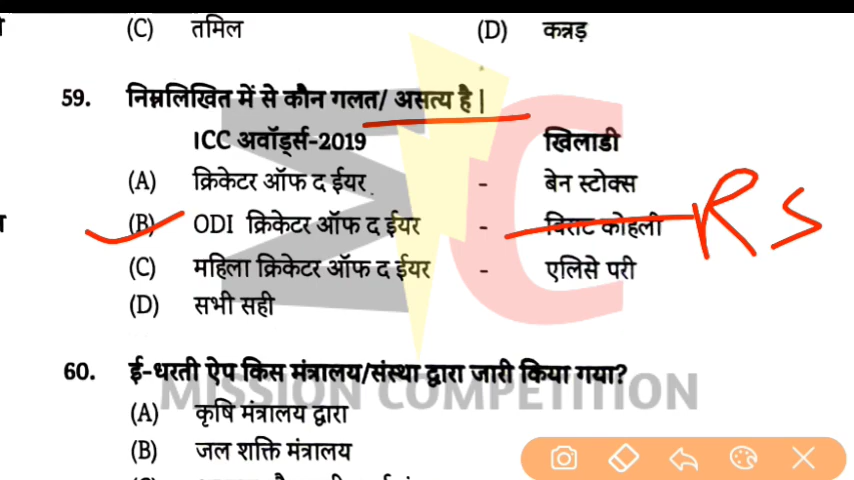 (C) तमिल (D) कन्नड़
59. निम्नलिखित में से कौन गलत/ असत्य है |
ICC अवॉर्ड्स-2019 खिलाडी
(A) क्रिकेटर ऑफ द ईयर - बेन स्टोक्स
(B) ODI क्रिकेटर ऑफ द ईयर - विराट कोहली RS
(C) महिला क्रिकेटर ऑफ द ईयर - एलिसे परी
(D) सभी सही
60. ई-धरती ऐप किस मंत्रालय/संस्था द्वारा जारी किया गया?
MISSION COMPETITION
(A) कृषि मंत्रालय द्वारा
(B) जल शक्ति मंत्रालय